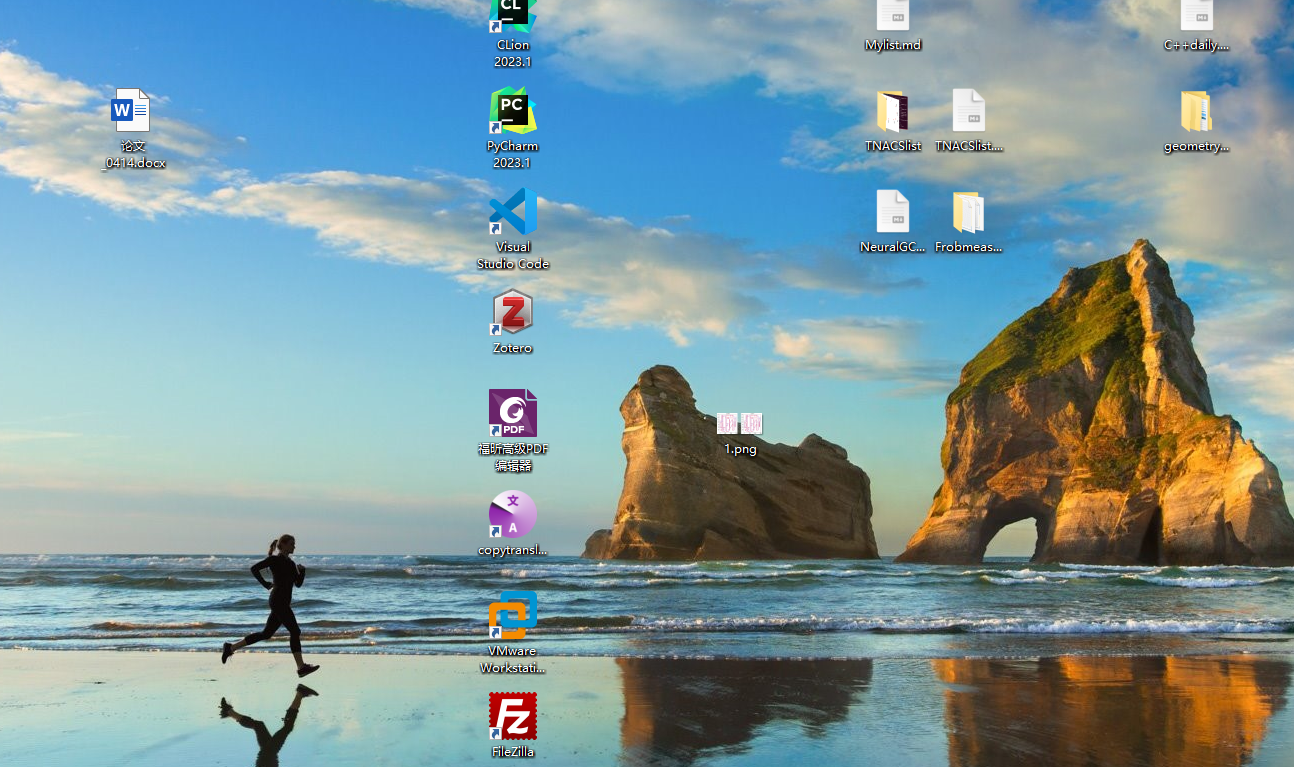 CL
CLion
2023.1
Mylist.md
C++daily....
W
论文
_0414.docx
PC
PyCharm
2023.1
TNACSlist
TNACSlist....
geometry...
Visual
Studio Code
NeuralGC...
Frobmeas...
Z
Zotero
PDF
福昕高级PDF
编辑器
1.png
文
A
copytransl...
VMware
Workstati...
FZ
FileZilla